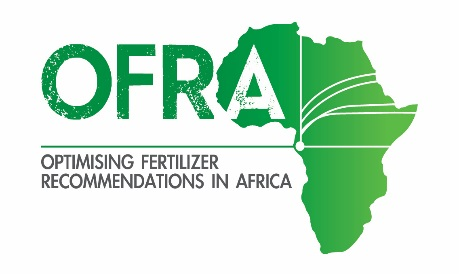 OFRA
OPTIMISING FERTILIZER
RECOMMENDATIONS IN AFRICA